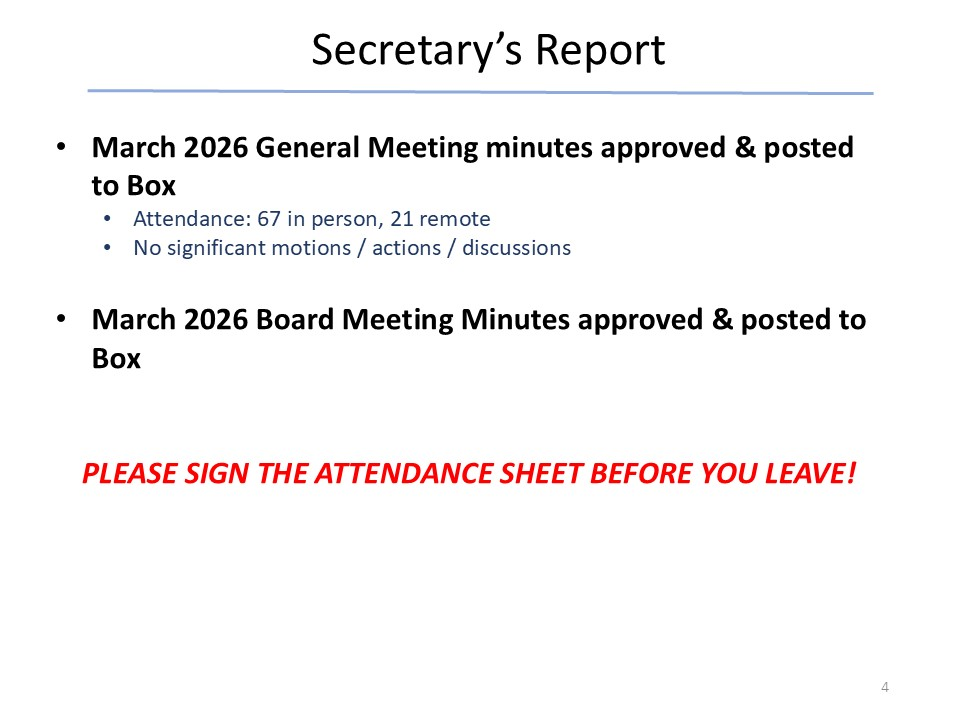 Secretary’s Report
• March 2026 General Meeting minutes approved & posted
to Box
• Attendance: 67 in person, 21 remote
• No significant motions / actions / discussions
• March 2026 Board Meeting Minutes approved & posted to
Box
PLEASE SIGN THE ATTENDANCE SHEET BEFORE YOU LEAVE!
4